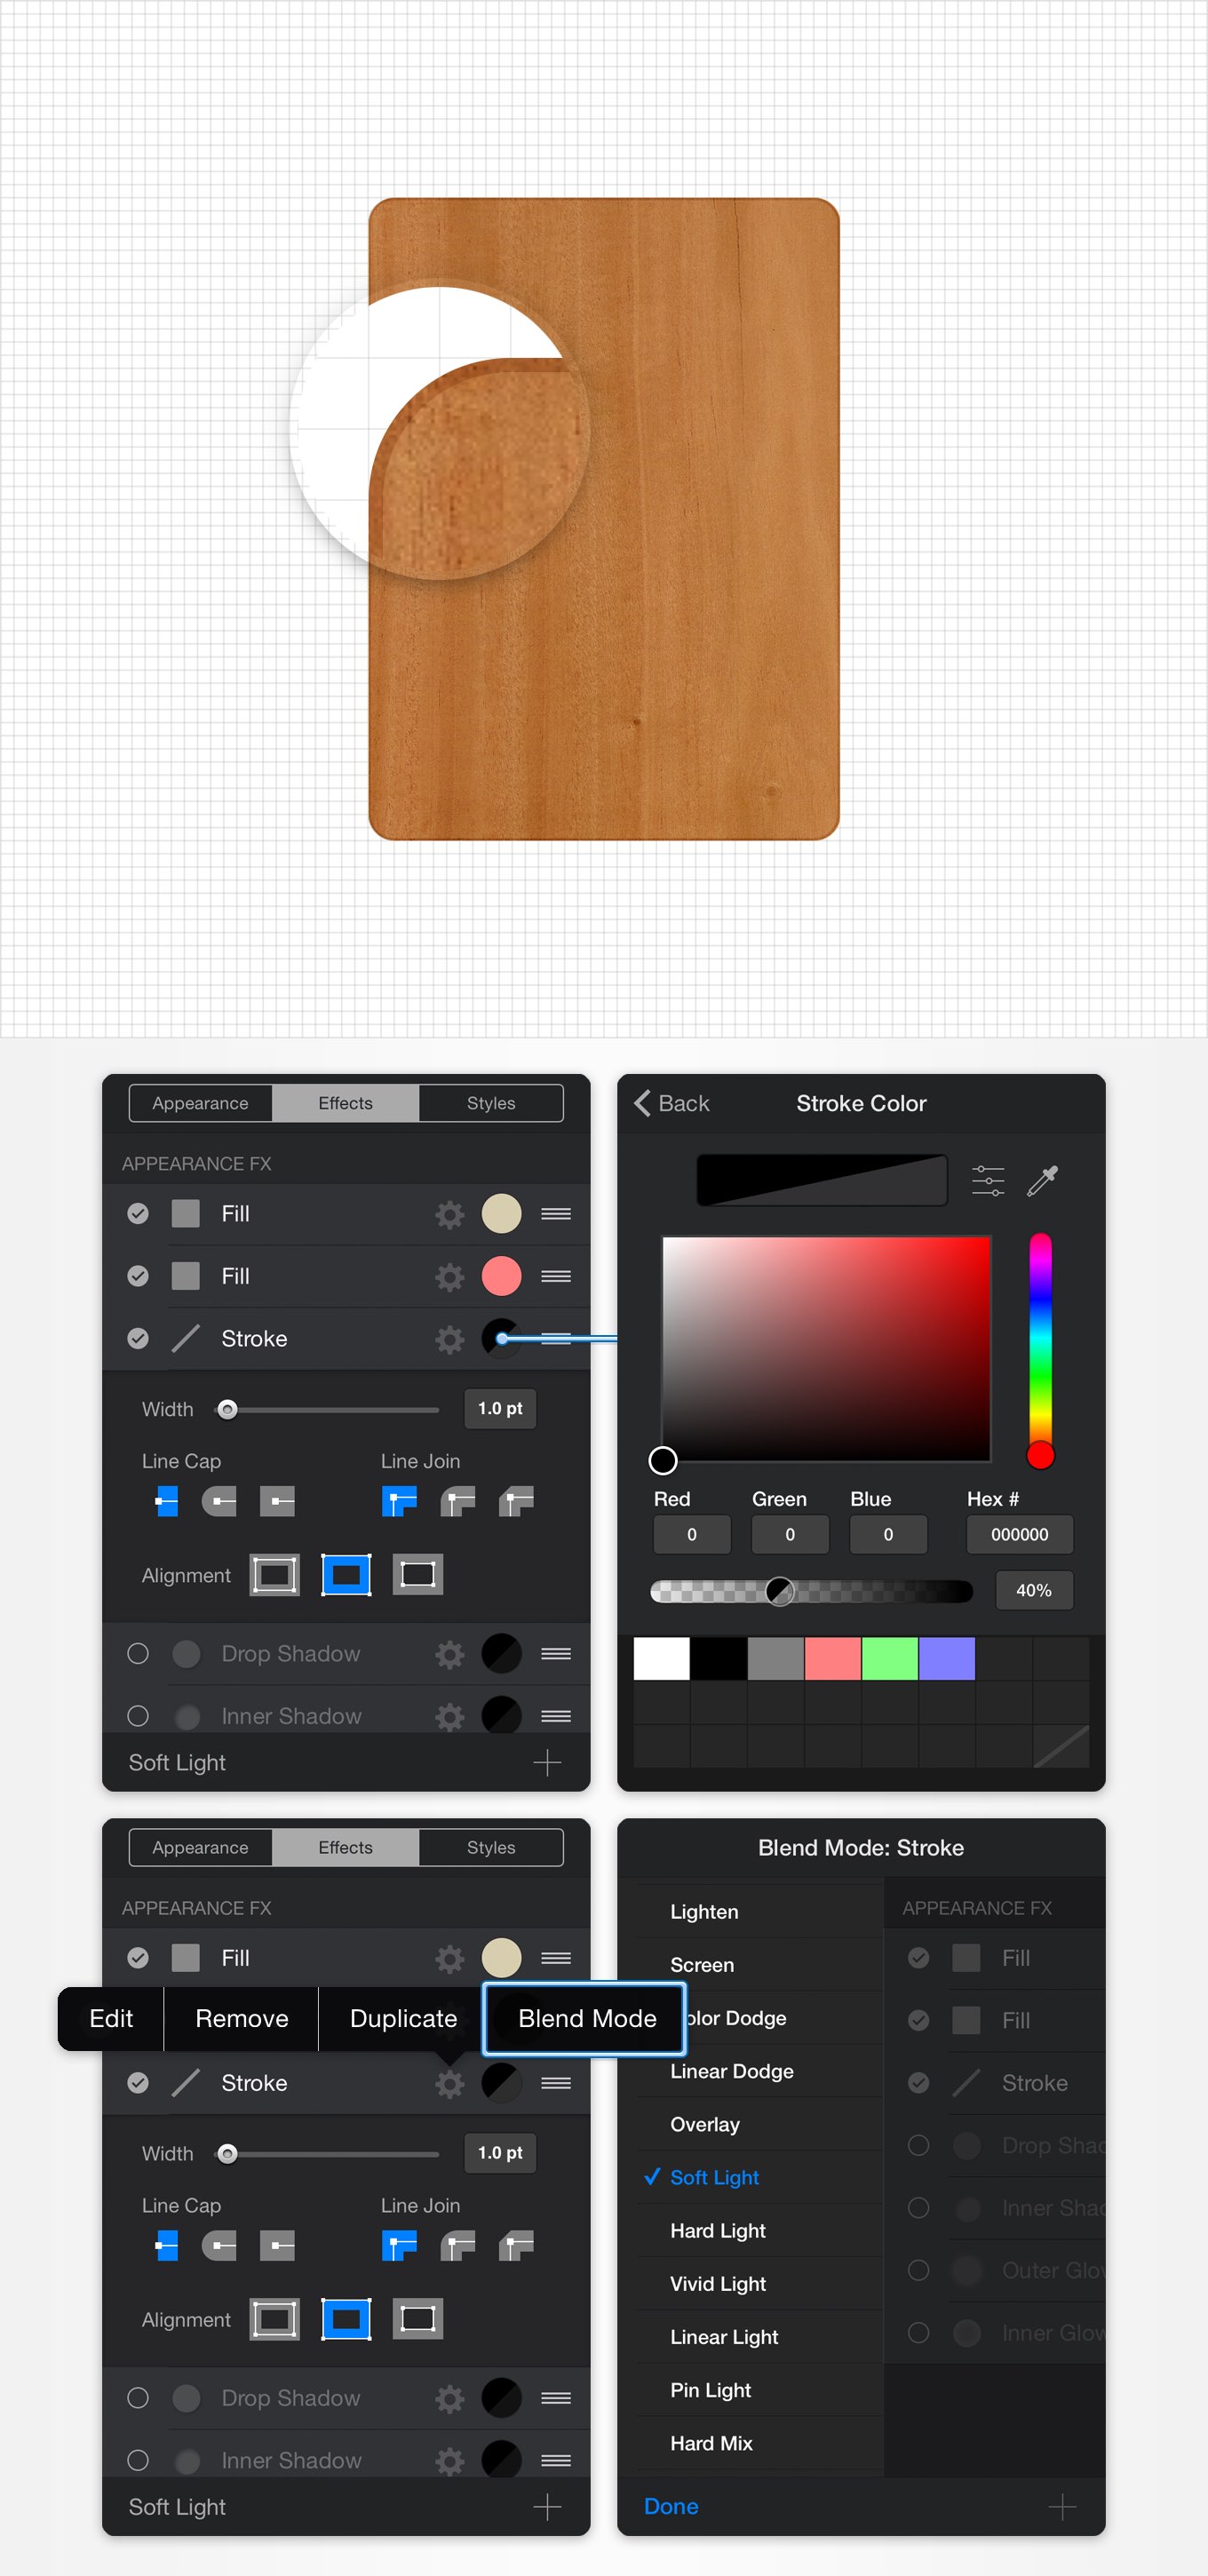 Appearance Effects Styles
APPEARANCE FX
Fill
Fill
Stroke
Width 1.0 pt
Line Cap Line Join
Alignment
Drop Shadow
Inner Shadow
Soft Light
Back Stroke Color
Red Green Blue Hex #
0 0 0 000000
40%
Appearance Effects Styles
APPEARANCE FX
Fill
Edit Remove Duplicate Blend Mode
Stroke
Width 1.0 pt
Line Cap Line Join
Alignment
Drop Shadow
Inner Shadow
Soft Light
Blend Mode: Stroke
Lighten
Screen
olor Dodge
Linear Dodge
Overlay
Soft Light
Hard Light
Vivid Light
Linear Light
Pin Light
Hard Mix
Done
APPEARANCE FX
Fill
Fill
Stroke
Drop Shad
Inner Shad
Outer Glov
Inner Glow